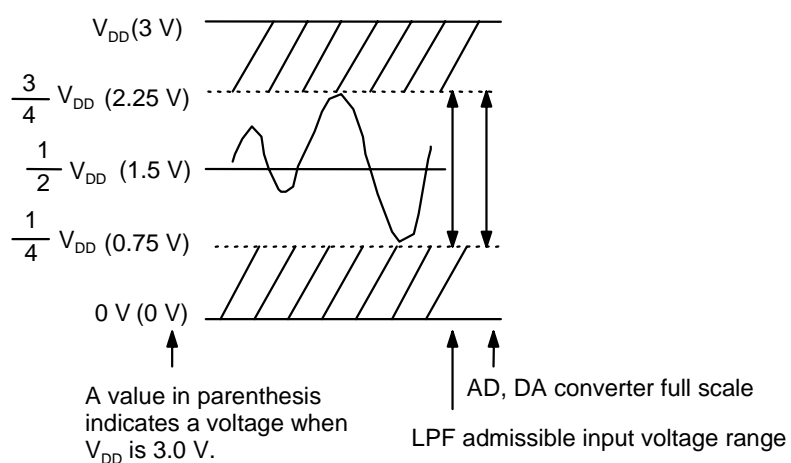 V_DD (3 V)
3/4 V_DD (2.25 V)
1/2 V_DD (1.5 V)
1/4 V_DD (0.75 V)
0 V (0 V)
A value in parenthesis
indicates a voltage when
V_DD is 3.0 V.
AD, DA converter full scale
LPF admissible input voltage range